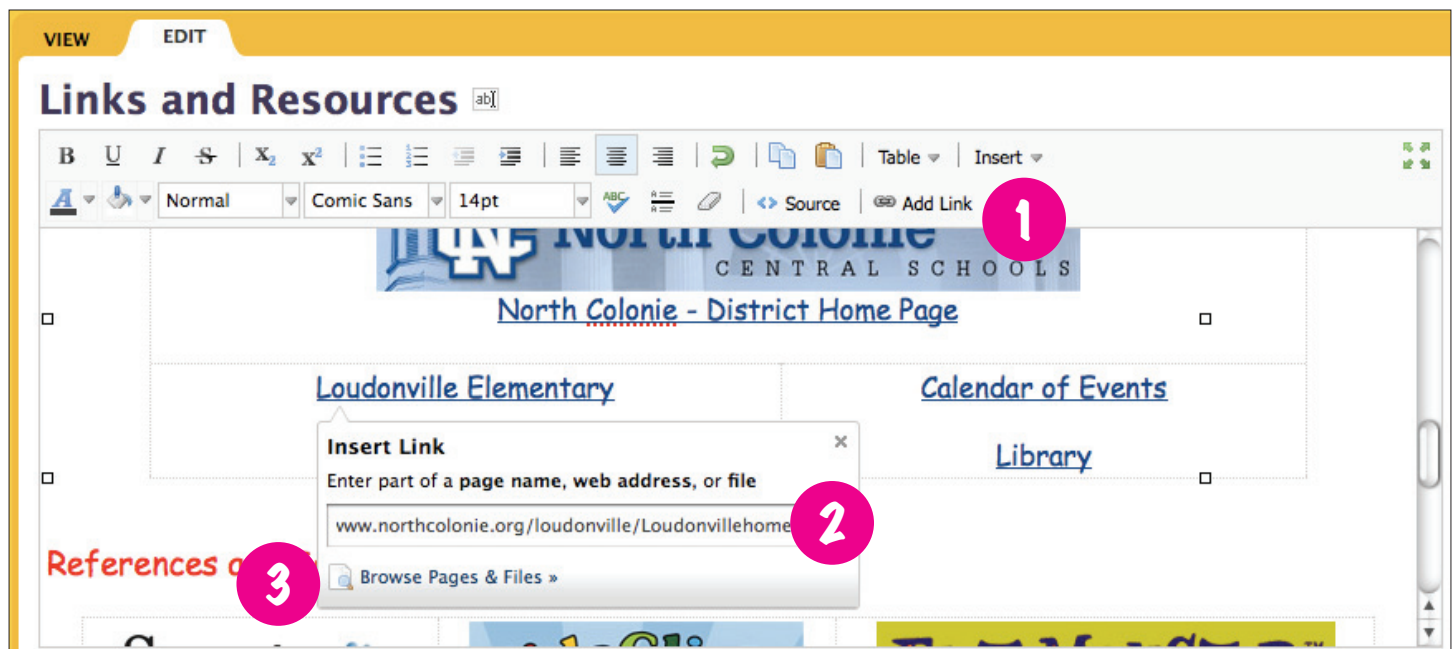 VIEW EDIT
Links and Resources ab
B U I S X2 x² Table Insert
A Normal Comic Sans 14pt ABC Source Add Link
1
North Colonie
CENTRAL SCHOOLS
North Colonie - District Home Page
Loudonville Elementary Calendar of Events
Library
Insert Link
Enter part of a page name, web address, or file
www.northcolonie.org/loudonville/Loudonvillehome
2
References
3
Browse Pages & Files »